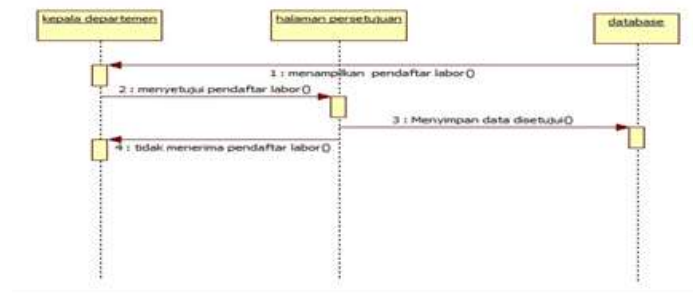 kepala departemen
halaman persetujuan
database
1 : menampilkan pendaftar labor()
2 : menyetujui pendaftar labor()
3 : Menyimpan data disetujui()
4 : tidak menerima pendaftar labor()